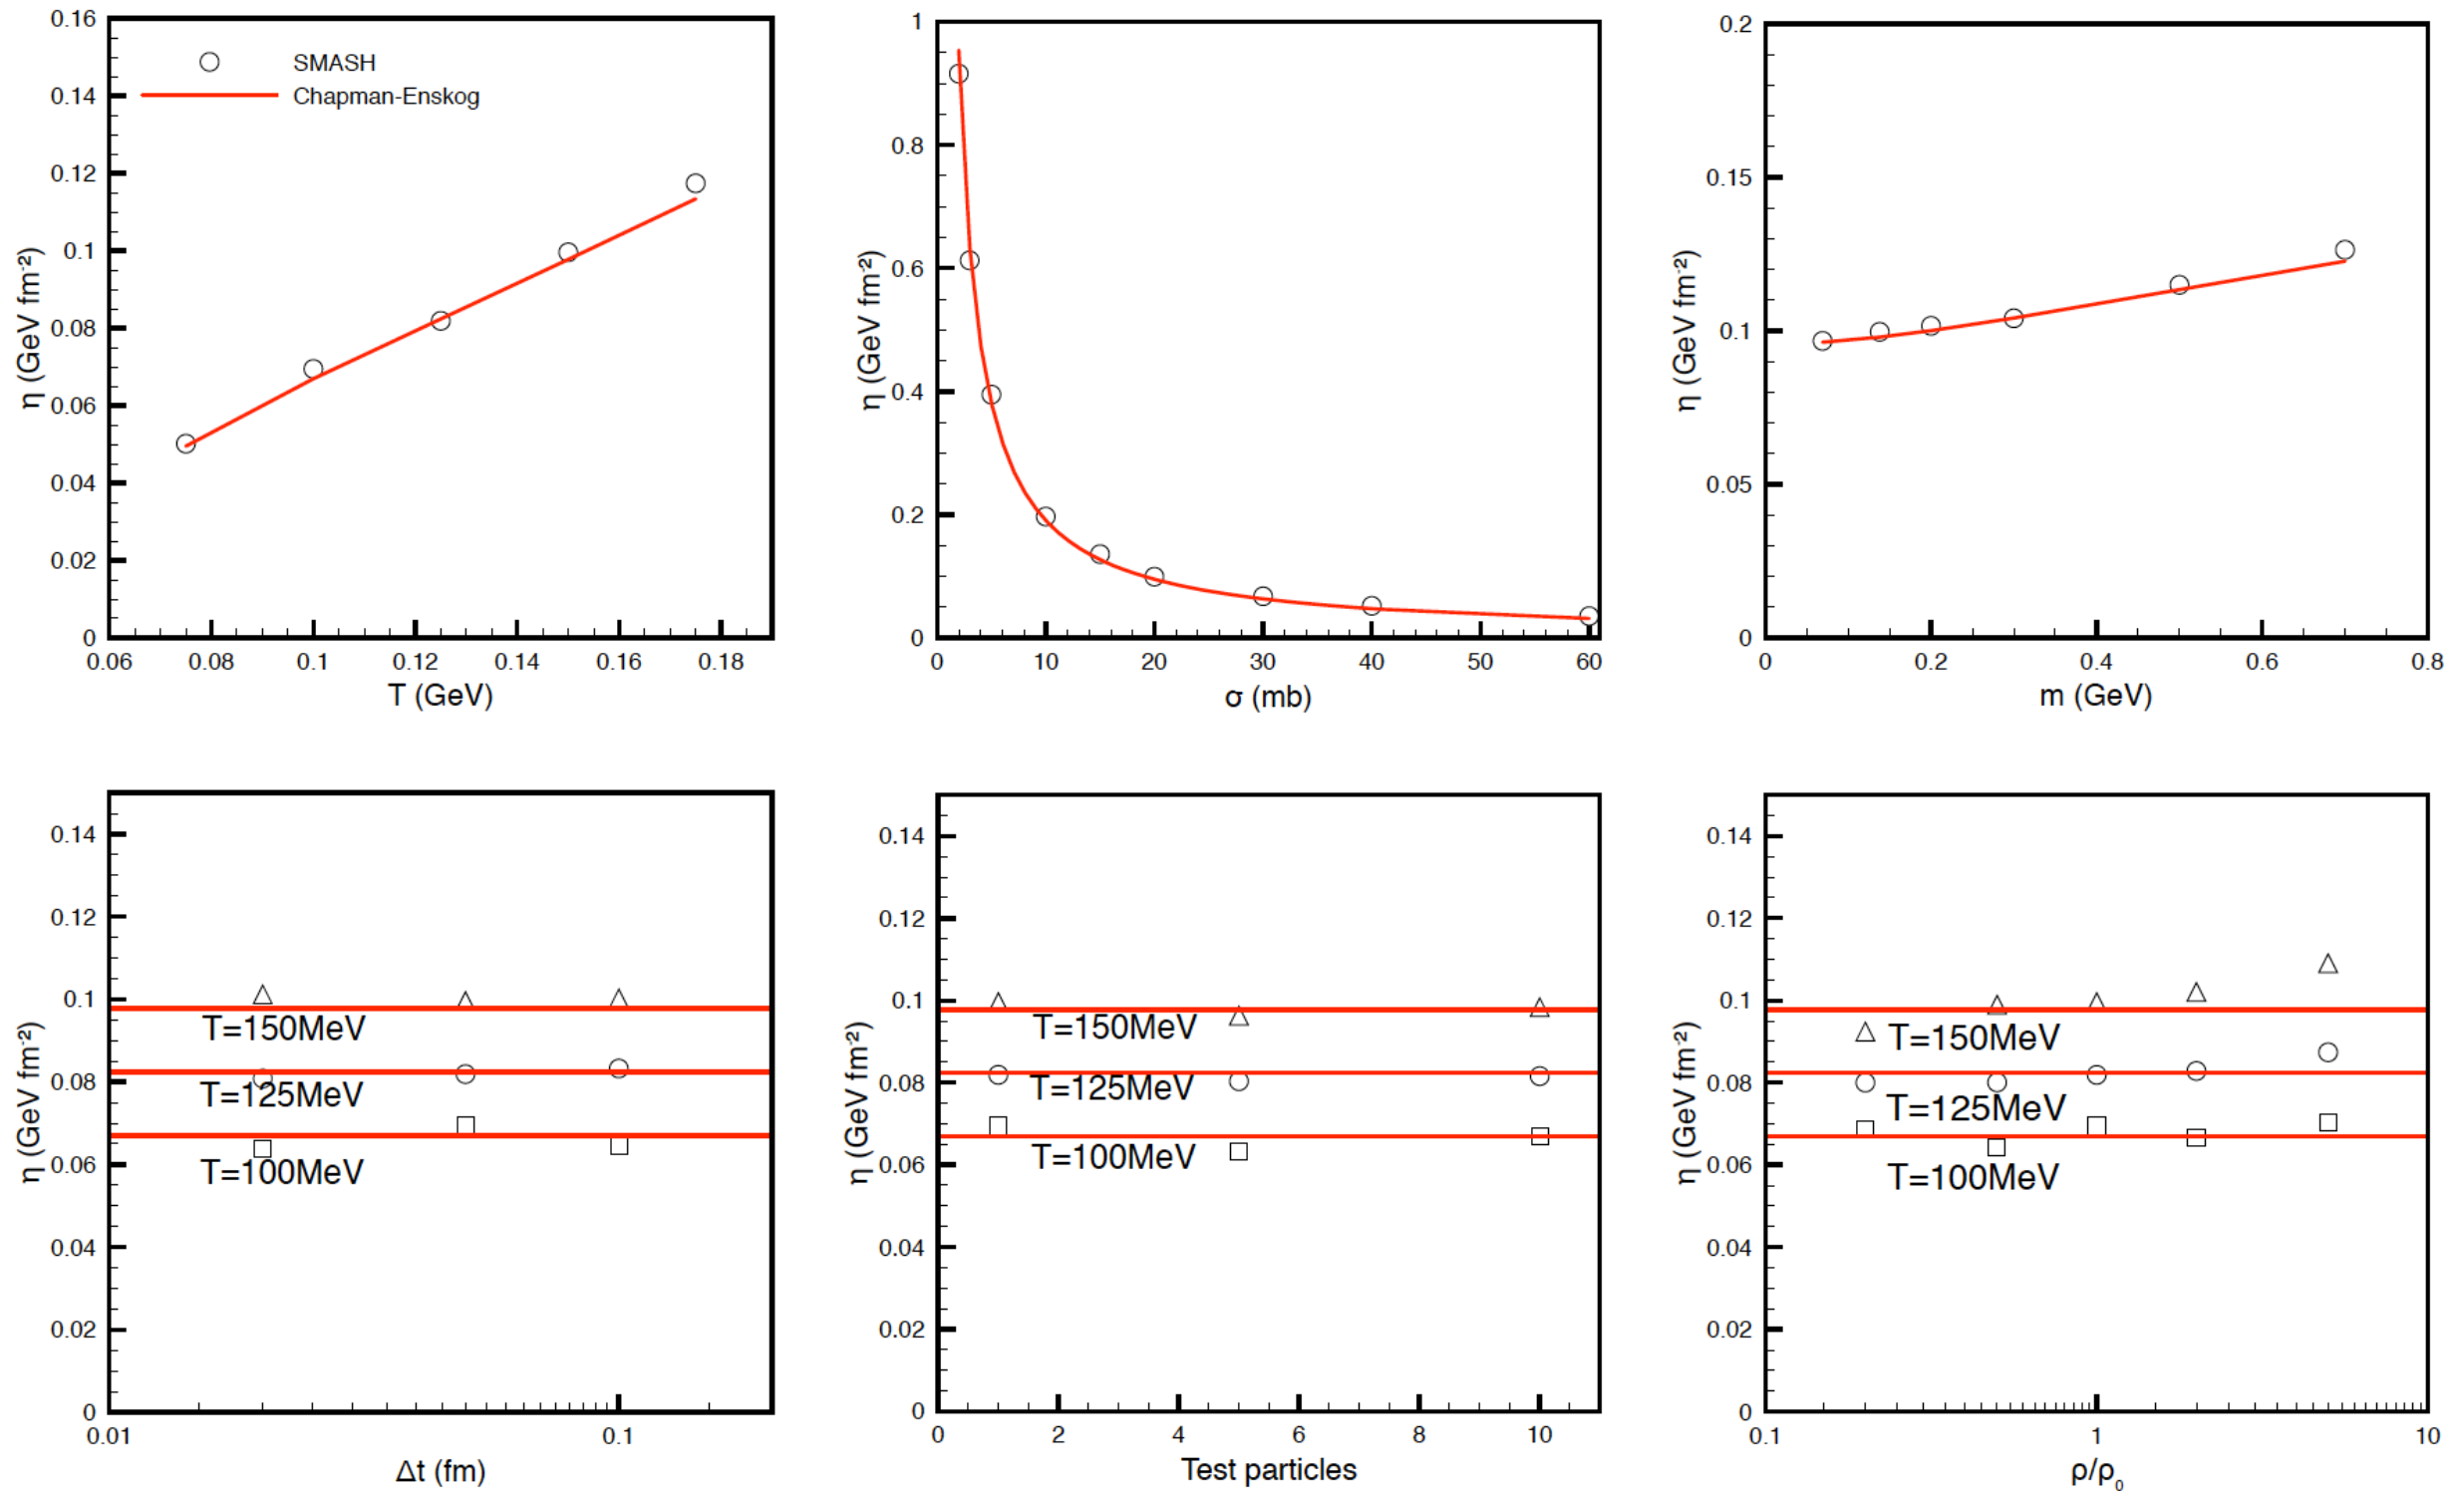 0.16
0.14
0.12
0.1
0.08
0.06
0.04
0.02
0
SMASH
Chapman-Enskog
η (GeV fm⁻²)
0.06 0.08 0.1 0.12 0.14 0.16 0.18
T (GeV)
1
0.8
0.6
0.4
0.2
0
η (GeV fm⁻²)
0 10 20 30 40 50 60
σ (mb)
0.2
0.15
0.1
0.05
0
η (GeV fm⁻²)
0 0.2 0.4 0.6 0.8
m (GeV)
0.14
0.12
0.1
0.08
0.06
0.04
0.02
0
η (GeV fm⁻²)
T=150MeV
T=125MeV
T=100MeV
0.01 0.1
Δt (fm)
0.14
0.12
0.1
0.08
0.06
0.04
0.02
0
η (GeV fm⁻²)
T=150MeV
T=125MeV
T=100MeV
0 2 4 6 8 10
Test particles
0.14
0.12
0.1
0.08
0.06
0.04
0.02
0
η (GeV fm⁻²)
T=150MeV
T=125MeV
T=100MeV
0.1 1 10
ρ/ρ₀